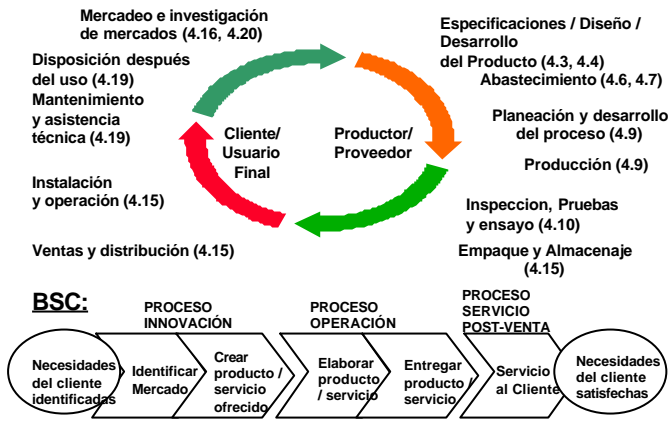 Mercadeo e investigación
de mercados (4.16, 4.20)
Especificaciones / Diseño /
Desarrollo
del Producto (4.3, 4.4)
Abastecimiento (4.6, 4.7)
Planeación y desarrollo
del proceso (4.9)
Producción (4.9)
Inspeccion, Pruebas
y ensayo (4.10)
Empaque y Almacenaje
(4.15)
Disposición después
del uso (4.19)
Mantenimiento
y asistencia
técnica (4.19)
Instalación
y operación (4.15)
Ventas y distribución (4.15)
Cliente/
Usuario
Final
Productor/
Proveedor
BSC:
PROCESO
INNOVACIÓN
PROCESO
OPERACIÓN
PROCESO
SERVICIO
POST-VENTA
Necesidades
del cliente
identificadas
Identificar
Mercado
Crear
producto /
servicio
ofrecido
Elaborar
producto
/ servicio
Entregar
producto /
servicio
Servicio
al Cliente
Necesidades
del cliente
satisfechas